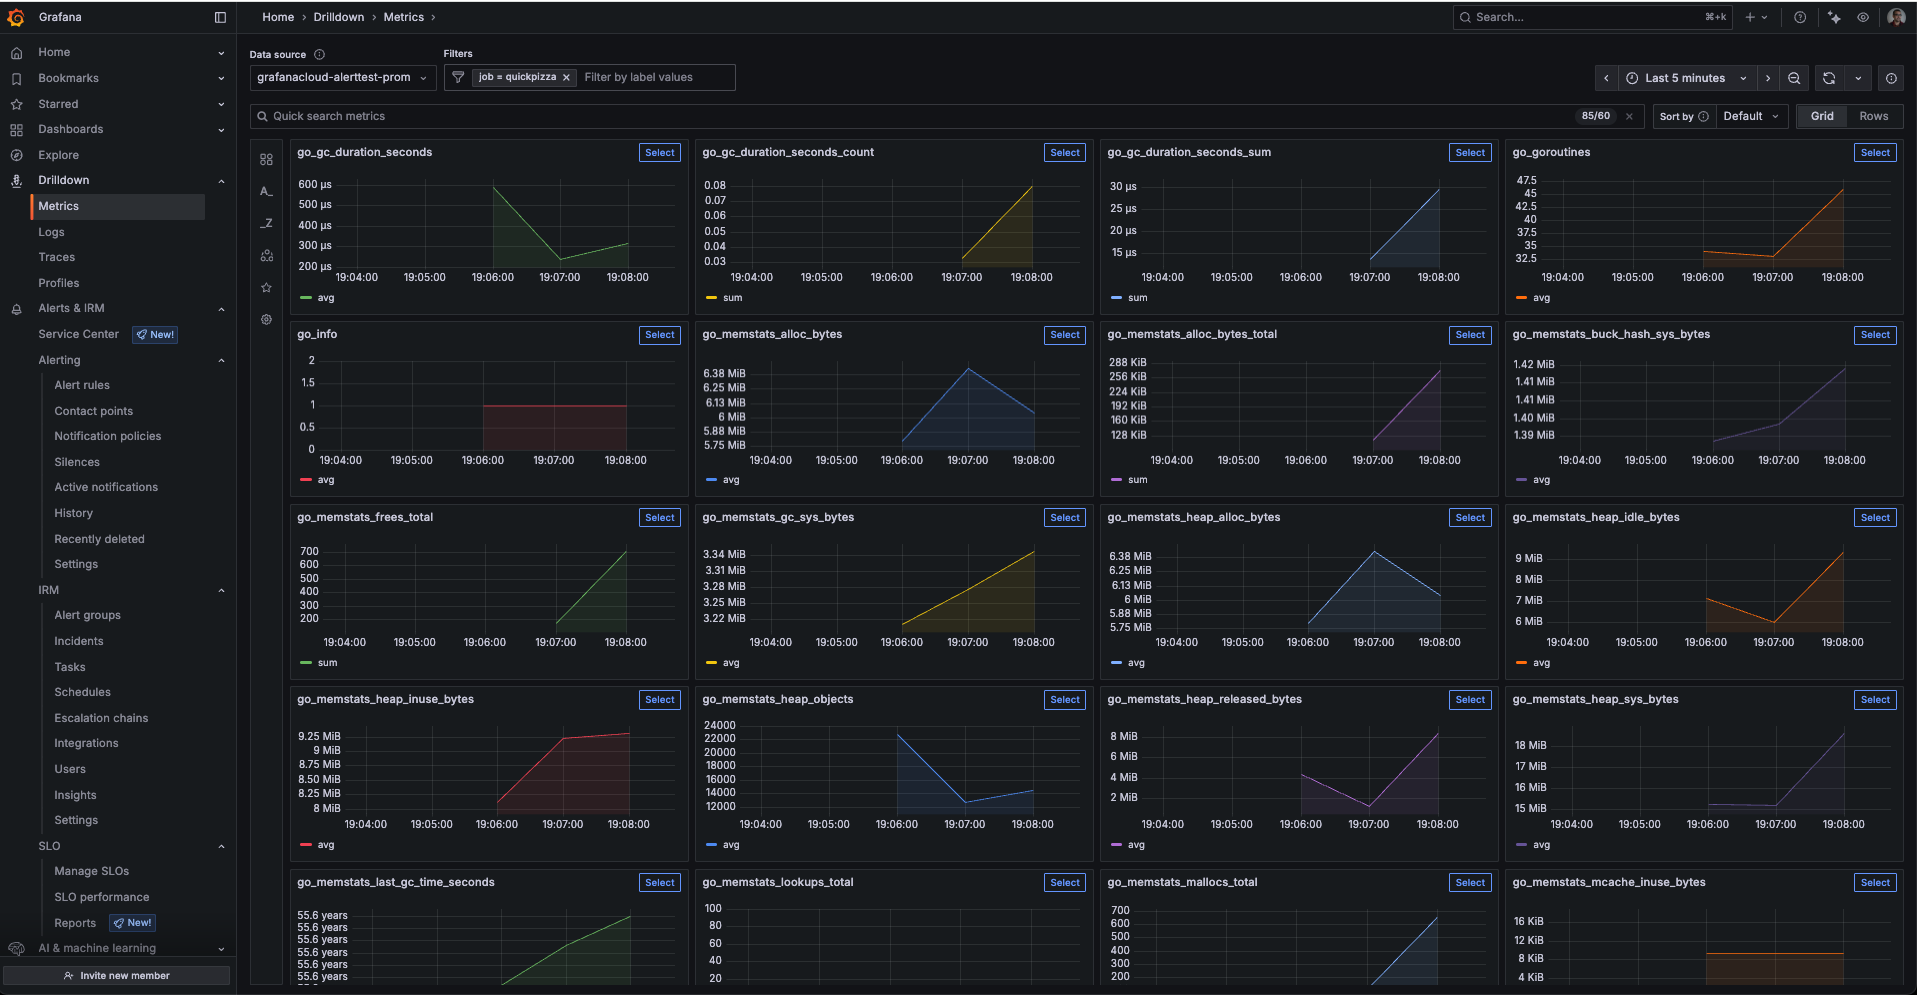 Grafana
Home › Drilldown › Metrics ›
Search...
⌘+k
Home
Bookmarks
Starred
Dashboards
Explore
Drilldown
Metrics
Logs
Traces
Profiles
Alerts & IRM
Service Center New!
Alerting
Alert rules
Contact points
Notification policies
Silences
Active notifications
History
Recently deleted
Settings
IRM
Alert groups
Incidents
Tasks
Schedules
Escalation chains
Integrations
Users
Insights
Settings
SLO
Manage SLOs
SLO performance
Reports New!
AI & machine learning
Invite new member
Data source
Filters
grafanacloud-alerttest-prom
job = quickpizza
Filter by label values
Last 5 minutes
Quick search metrics
85/60
Sort by
Default
Grid
Rows
go_gc_duration_seconds
Select
600 µs
500 µs
400 µs
300 µs
200 µs
19:04:00 19:05:00 19:06:00 19:07:00 19:08:00
avg
go_gc_duration_seconds_count
Select
0.08
0.07
0.06
0.05
0.04
0.03
19:04:00 19:05:00 19:06:00 19:07:00 19:08:00
sum
go_gc_duration_seconds_sum
Select
30 µs
25 µs
20 µs
15 µs
19:04:00 19:05:00 19:06:00 19:07:00 19:08:00
sum
go_goroutines
Select
47.5
45
42.5
40
37.5
35
32.5
19:04:00 19:05:00 19:06:00 19:07:00 19:08:00
avg
go_info
Select
2
1.5
1
0.5
0
19:04:00 19:05:00 19:06:00 19:07:00 19:08:00
avg
go_memstats_alloc_bytes
Select
6.38 MiB
6.25 MiB
6.13 MiB
6 MiB
5.88 MiB
5.75 MiB
19:04:00 19:05:00 19:06:00 19:07:00 19:08:00
avg
go_memstats_alloc_bytes_total
Select
288 KiB
256 KiB
224 KiB
192 KiB
160 KiB
128 KiB
19:04:00 19:05:00 19:06:00 19:07:00 19:08:00
sum
go_memstats_buck_hash_sys_bytes
Select
1.42 MiB
1.41 MiB
1.41 MiB
1.40 MiB
1.39 MiB
19:04:00 19:05:00 19:06:00 19:07:00 19:08:00
avg
go_memstats_frees_total
Select
700
600
500
400
300
200
19:04:00 19:05:00 19:06:00 19:07:00 19:08:00
sum
go_memstats_gc_sys_bytes
Select
3.34 MiB
3.31 MiB
3.28 MiB
3.25 MiB
3.22 MiB
19:04:00 19:05:00 19:06:00 19:07:00 19:08:00
avg
go_memstats_heap_alloc_bytes
Select
6.38 MiB
6.25 MiB
6.13 MiB
6 MiB
5.88 MiB
5.75 MiB
19:04:00 19:05:00 19:06:00 19:07:00 19:08:00
avg
go_memstats_heap_idle_bytes
Select
9 MiB
8 MiB
7 MiB
6 MiB
19:04:00 19:05:00 19:06:00 19:07:00 19:08:00
avg
go_memstats_heap_inuse_bytes
Select
9.25 MiB
9 MiB
8.75 MiB
8.50 MiB
8.25 MiB
8 MiB
19:04:00 19:05:00 19:06:00 19:07:00 19:08:00
avg
go_memstats_heap_objects
Select
24000
22000
20000
18000
16000
14000
12000
19:04:00 19:05:00 19:06:00 19:07:00 19:08:00
avg
go_memstats_heap_released_bytes
Select
8 MiB
6 MiB
4 MiB
2 MiB
19:04:00 19:05:00 19:06:00 19:07:00 19:08:00
avg
go_memstats_heap_sys_bytes
Select
18 MiB
17 MiB
16 MiB
15 MiB
19:04:00 19:05:00 19:06:00 19:07:00 19:08:00
avg
go_memstats_last_gc_time_seconds
Select
55.6 years
55.6 years
55.6 years
55.6 years
55.6 years
55.6 years
go_memstats_lookups_total
Select
100
80
60
40
20
go_memstats_mallocs_total
Select
700
600
500
400
300
200
go_memstats_mcache_inuse_bytes
Select
16 KiB
12 KiB
8 KiB
4 KiB